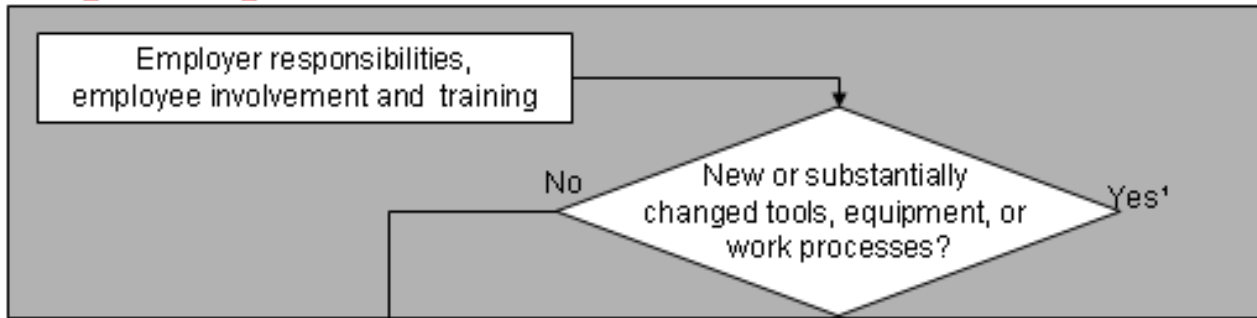 Employer responsibilities,
employee involvement and training
No
New or substantially
changed tools, equipment, or
work processes?
Yes¹